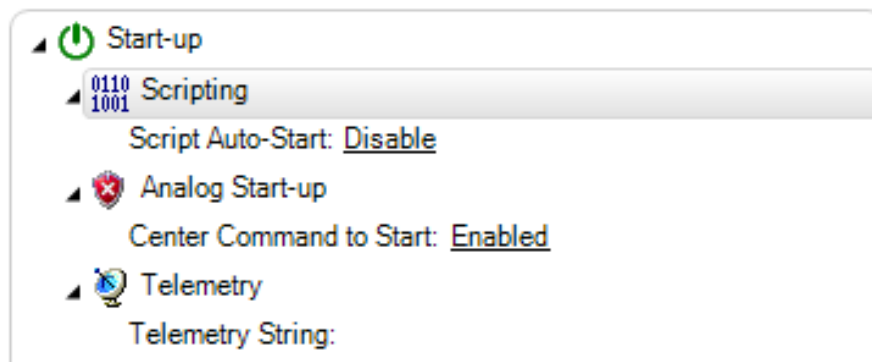 Start-up
0110
1001 Scripting
Script Auto-Start: Disable
Analog Start-up
Center Command to Start: Enabled
Telemetry
Telemetry String: